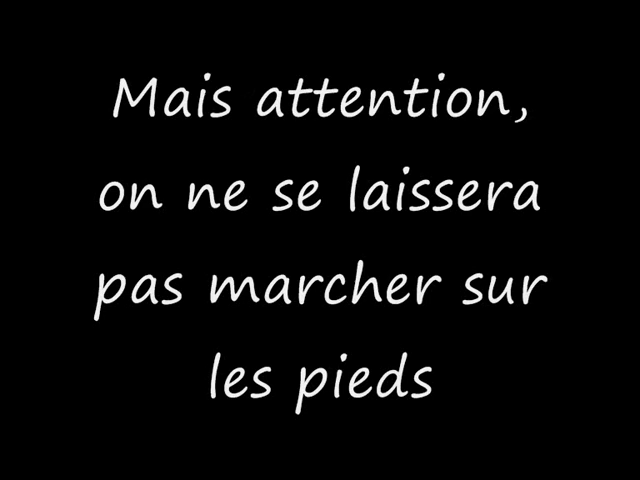 Mais attention,
on ne se laissera
pas marcher sur
les pieds